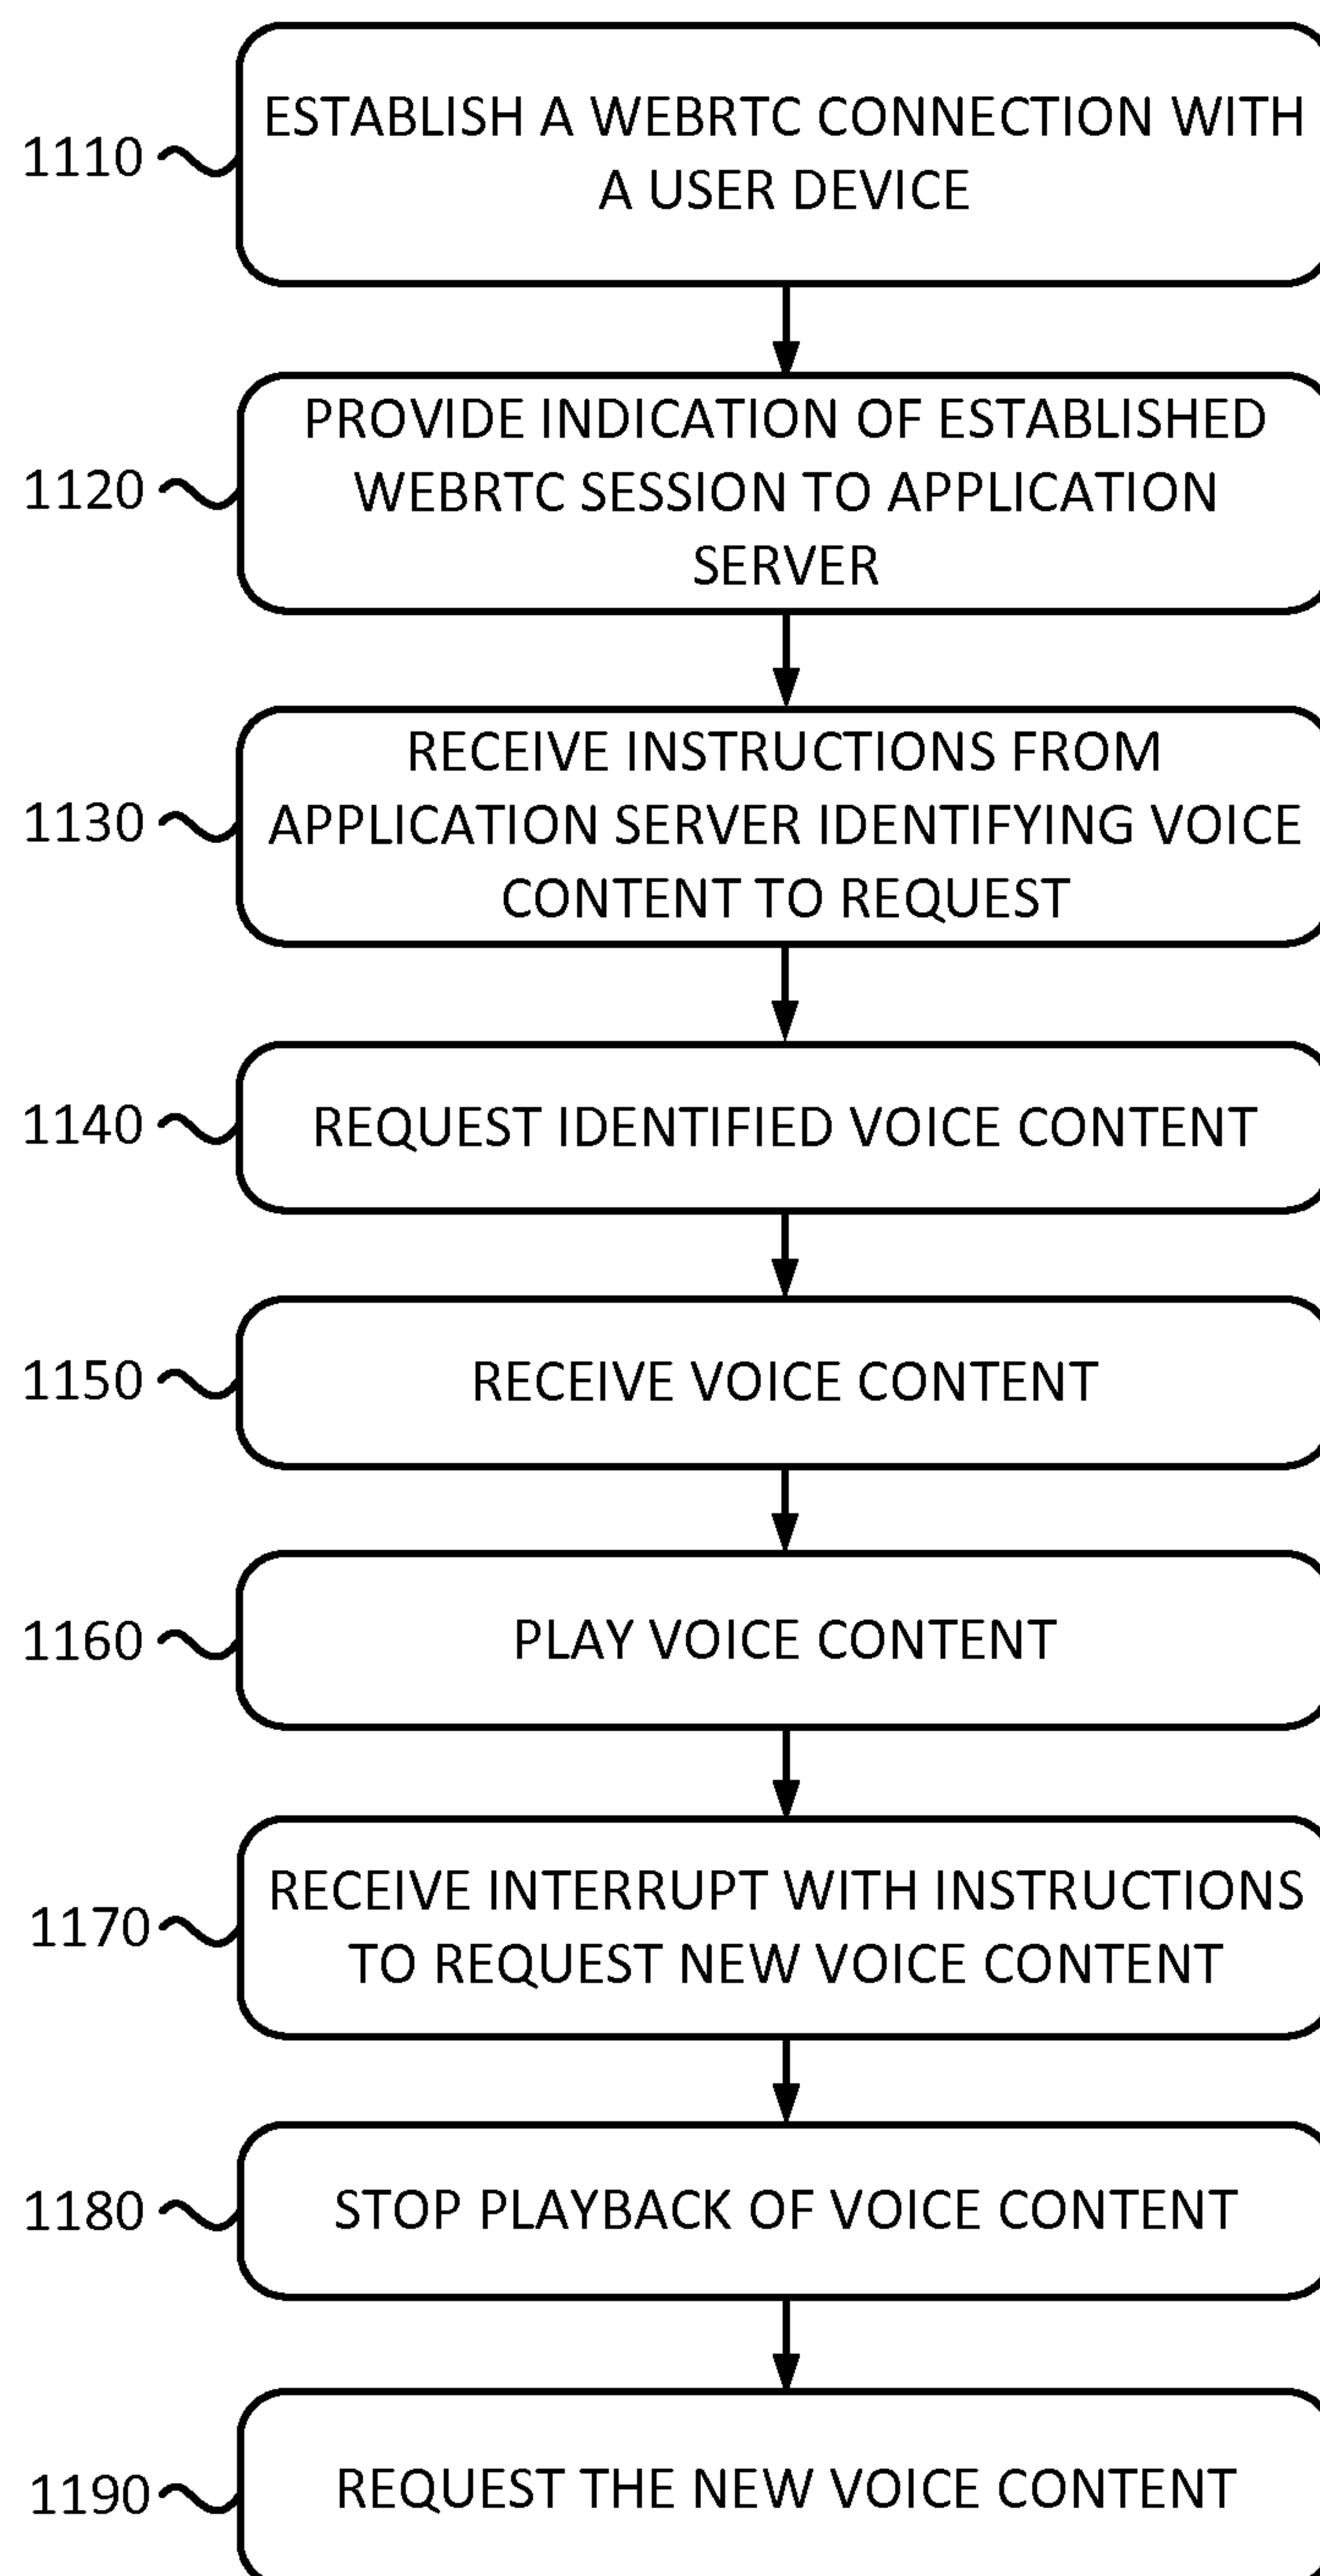 1110
ESTABLISH A WEBRTC CONNECTION WITH
A USER DEVICE
1120
PROVIDE INDICATION OF ESTABLISHED
WEBRTC SESSION TO APPLICATION
SERVER
1130
RECEIVE INSTRUCTIONS FROM
APPLICATION SERVER IDENTIFYING VOICE
CONTENT TO REQUEST
1140
REQUEST IDENTIFIED VOICE CONTENT
1150
RECEIVE VOICE CONTENT
1160
PLAY VOICE CONTENT
1170
RECEIVE INTERRUPT WITH INSTRUCTIONS
TO REQUEST NEW VOICE CONTENT
1180
STOP PLAYBACK OF VOICE CONTENT
1190
REQUEST THE NEW VOICE CONTENT